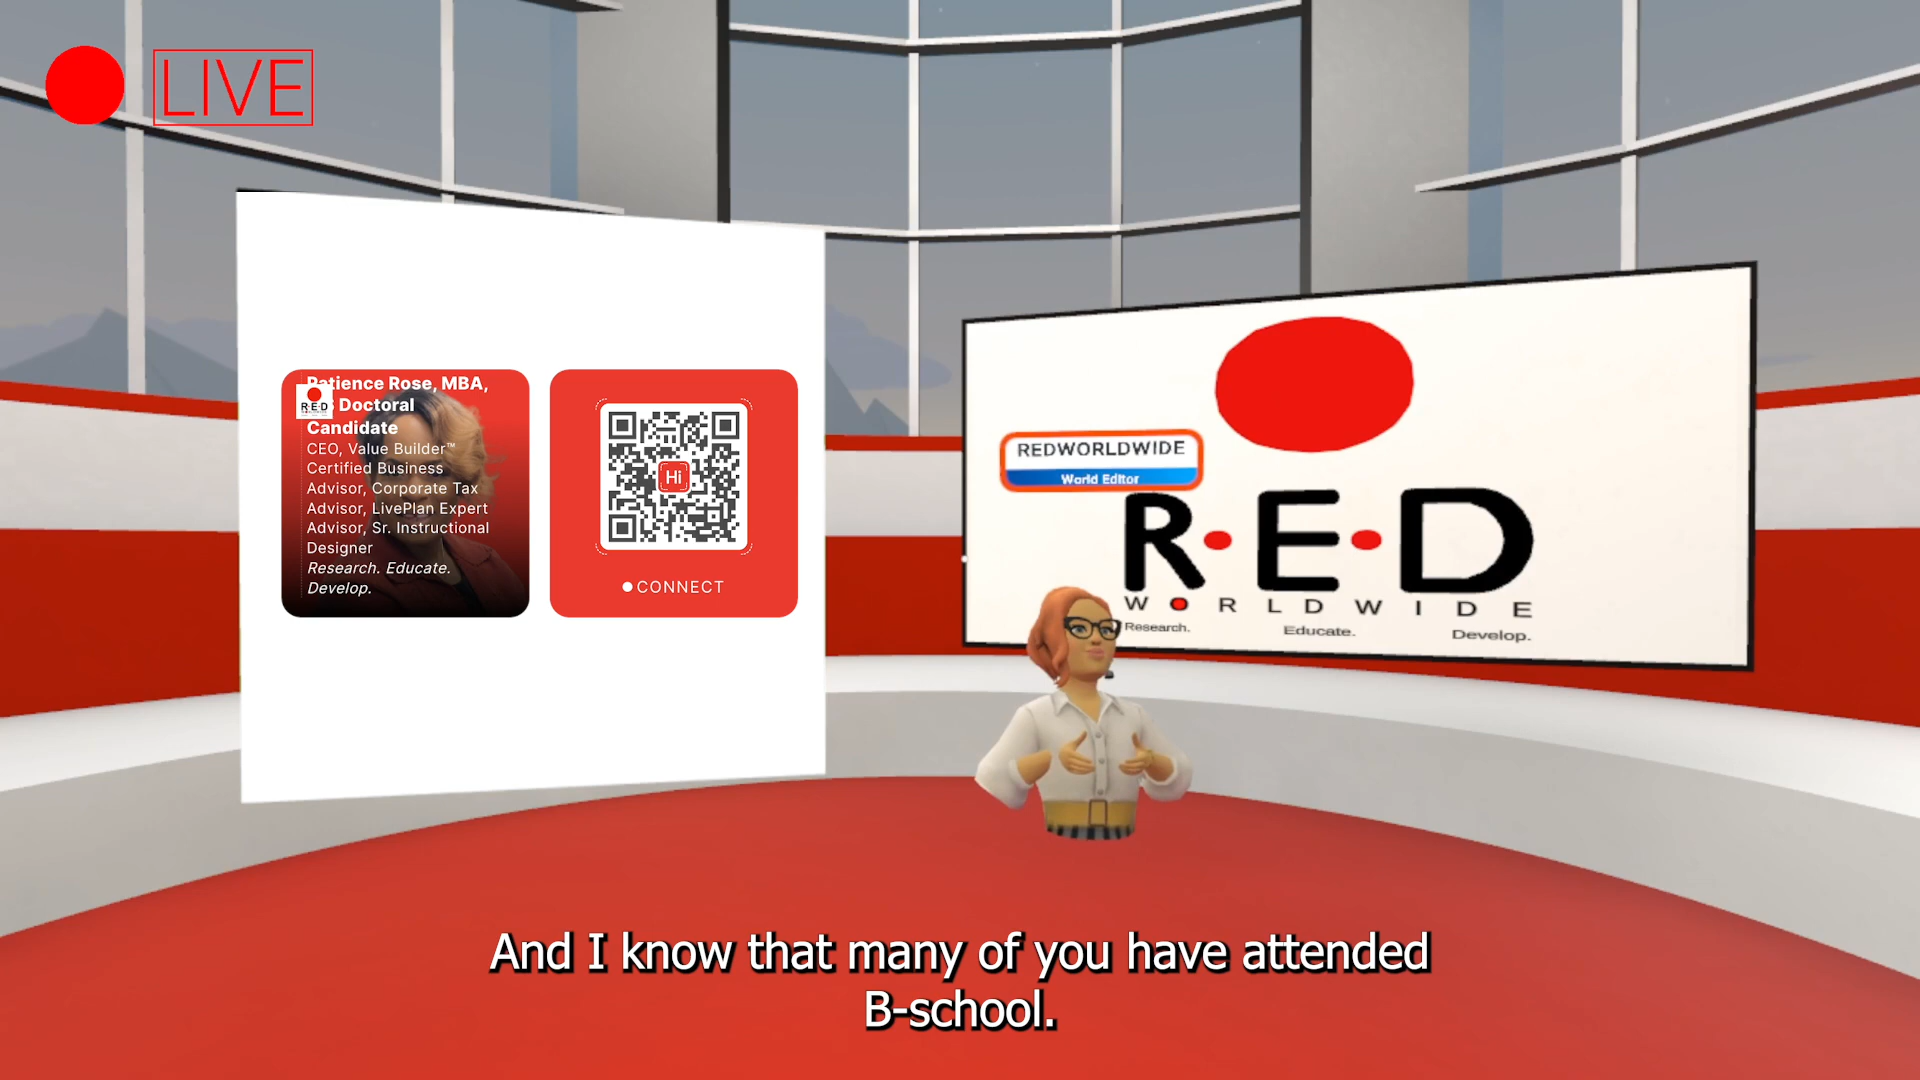 LIVE
Patience Rose, MBA,
Doctoral
Candidate
CEO, Value Builder™
Certified Business
Advisor, Corporate Tax
Advisor, LivePlan Expert
Advisor, Sr. Instructional
Designer
Research. Educate.
Develop.
R·E·D
Hi
CONNECT
REDWORLDWIDE
World Editor
R·E·D
WORLDWIDE
Research. Educate. Develop.
And I know that many of you have attended
B-school.